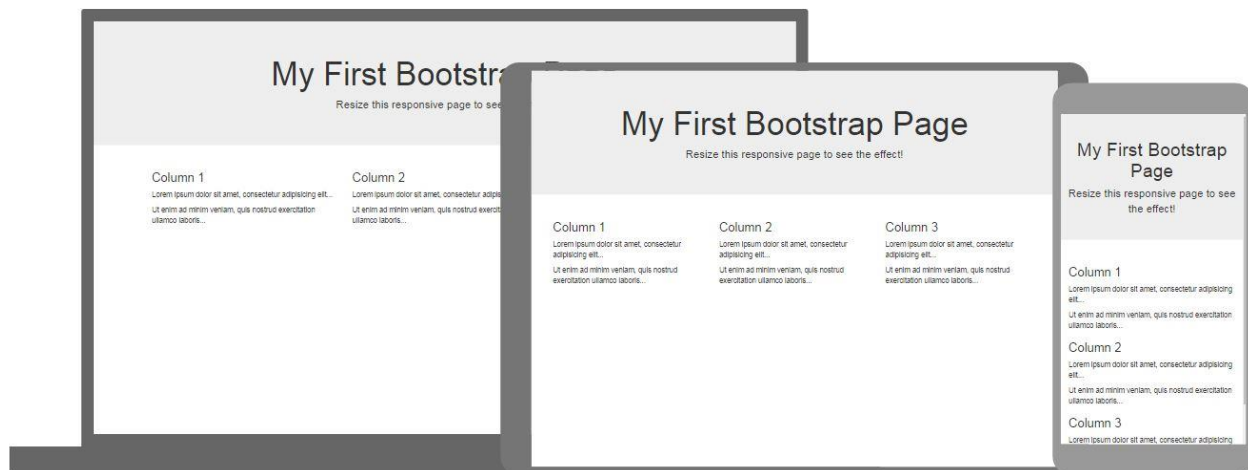 My First Bootstra
Resize this responsive page to see
Column 1
Lorem ipsum dolor sit amet, consectetur adipisicing elit...
Ut enim ad minim veniam, quis nostrud exercitation
ullamco laboris...
Column 2
Lorem ipsum dolor sit amet, consectetur
Ut enim ad minim veniam, quis nostrud
ullamco laboris...
My First Bootstrap Page
Resize this responsive page to see the effect!
Column 1
Lorem ipsum dolor sit amet, consectetur
adipisicing elit...
Ut enim ad minim veniam, quis nostrud
exercitation ullamco laboris...
Column 2
Lorem ipsum dolor sit amet, consectetur
adipisicing elit...
Ut enim ad minim veniam, quis nostrud
exercitation ullamco laboris...
Column 3
Lorem ipsum dolor sit amet, consectetur
adipisicing elit...
Ut enim ad minim veniam, quis nostrud
exercitation ullamco laboris...
My First Bootstrap
Page
Resize this responsive page to see
the effect!
Column 1
Lorem ipsum dolor sit amet, consectetur adipisicing
elit...
Ut enim ad minim veniam, quis nostrud exercitation
ullamco laboris...
Column 2
Lorem ipsum dolor sit amet, consectetur adipisicing
elit...
Ut enim ad minim veniam, quis nostrud exercitation
ullamco laboris...
Column 3
Lorem ipsum dolor sit amet, consectetur adipisicing